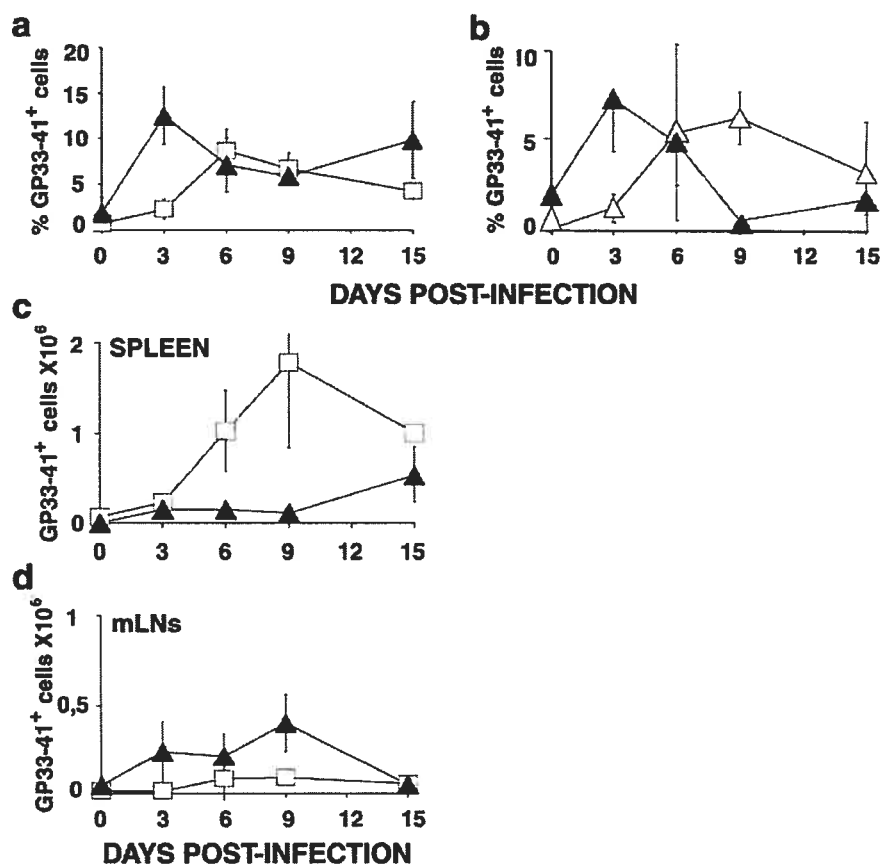 a
20
15
10
5
0
% GP33-41⁺ cells
0 3 6 9 12 15
b
10
5
0
% GP33-41⁺ cells
0 3 6 9 12 15
DAYS POST-INFECTION
c
SPLEEN
2
1
0
GP33-41⁺ cells X10⁶
0 3 6 9 12 15
d
mLNs
1
0,5
0
GP33-41⁺ cells X10⁶
0 3 6 9 12 15
DAYS POST-INFECTION